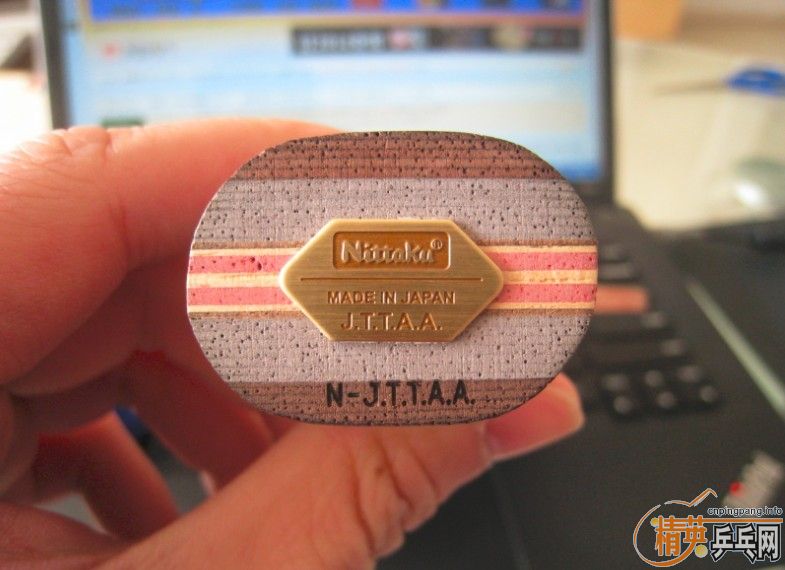 Nittaku®
MADE IN JAPAN
J.T.T.A.A.
N-J.T.T.A.A.
cnpingpang.info
精英乒乓网